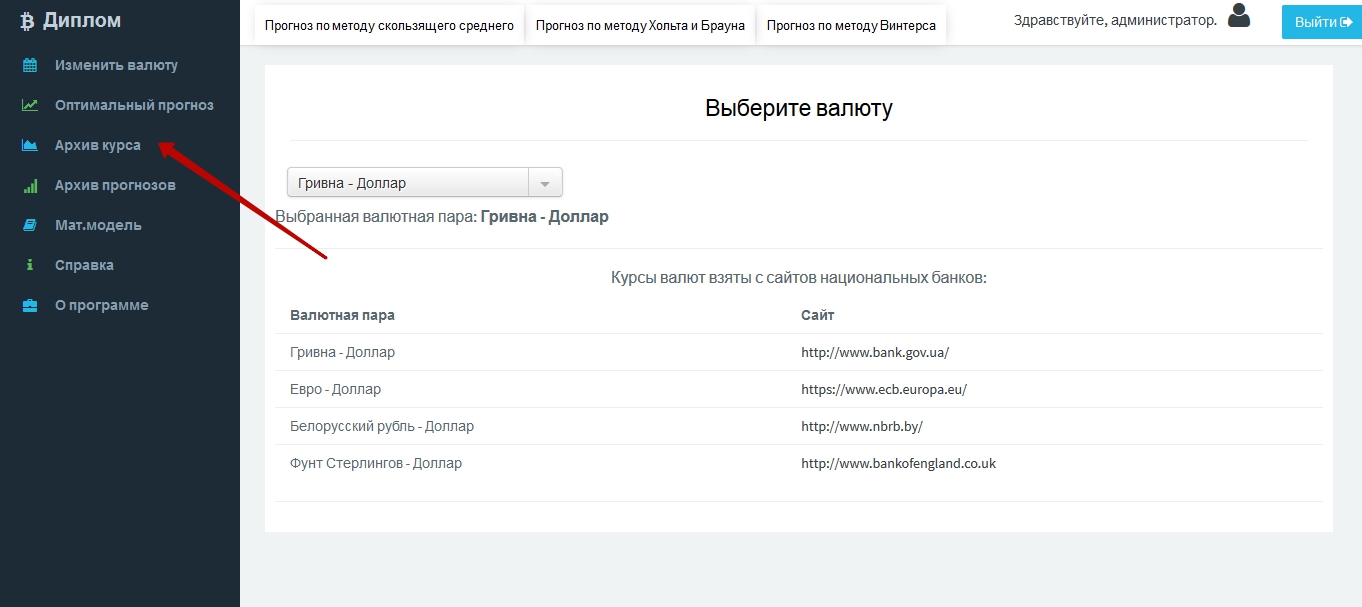 Диплом
Изменить валюту
Оптимальный прогноз
Архив курса
Архив прогнозов
Мат.модель
Справка
О программе
Прогноз по методу скользящего среднего Прогноз по методу Хольта и Брауна Прогноз по методу Винтерса
Здравствуйте, администратор.
Выйти
Выберите валюту
Гривна - Доллар
Выбранная валютная пара: Гривна - Доллар
Курсы валют взяты с сайтов национальных банков:
Валютная пара Сайт
Гривна - Доллар http://www.bank.gov.ua/
Евро - Доллар https://www.ecb.europa.eu/
Белорусский рубль - Доллар http://www.nbrb.by/
Фунт Стерлингов - Доллар http://www.bankofengland.co.uk